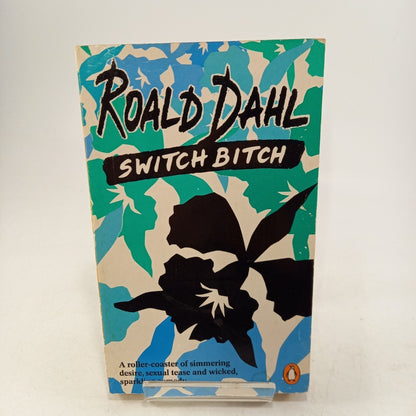 ROALD DAHL
SWITCH BITCH
A roller-coaster of simmering
desire, sexual tease and wicked,